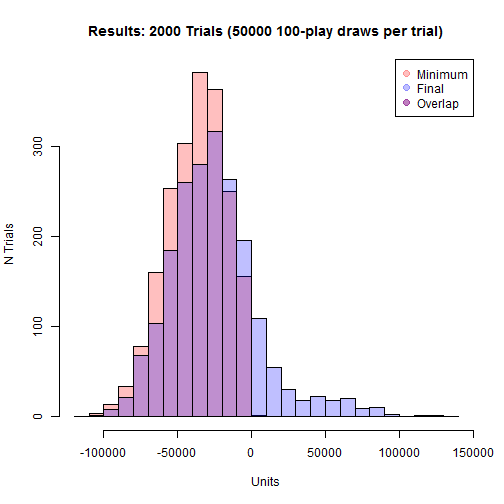 Results: 2000 Trials (50000 100-play draws per trial)
Minimum
Final
Overlap
N Trials
300
200
100
0
-100000 -50000 0 50000 100000 150000
Units